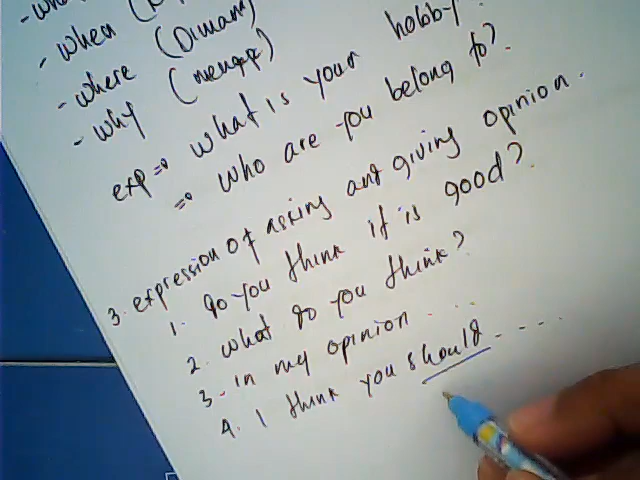 - when
- where (Dimana)
- why (mengapa)
exp => what is your hobby?
=> who are you belong to?
3. expression of asking and giving opinion.
1. do you think it is good?
2. what do you think?
3. in my opinion ...
4. I think you should ....